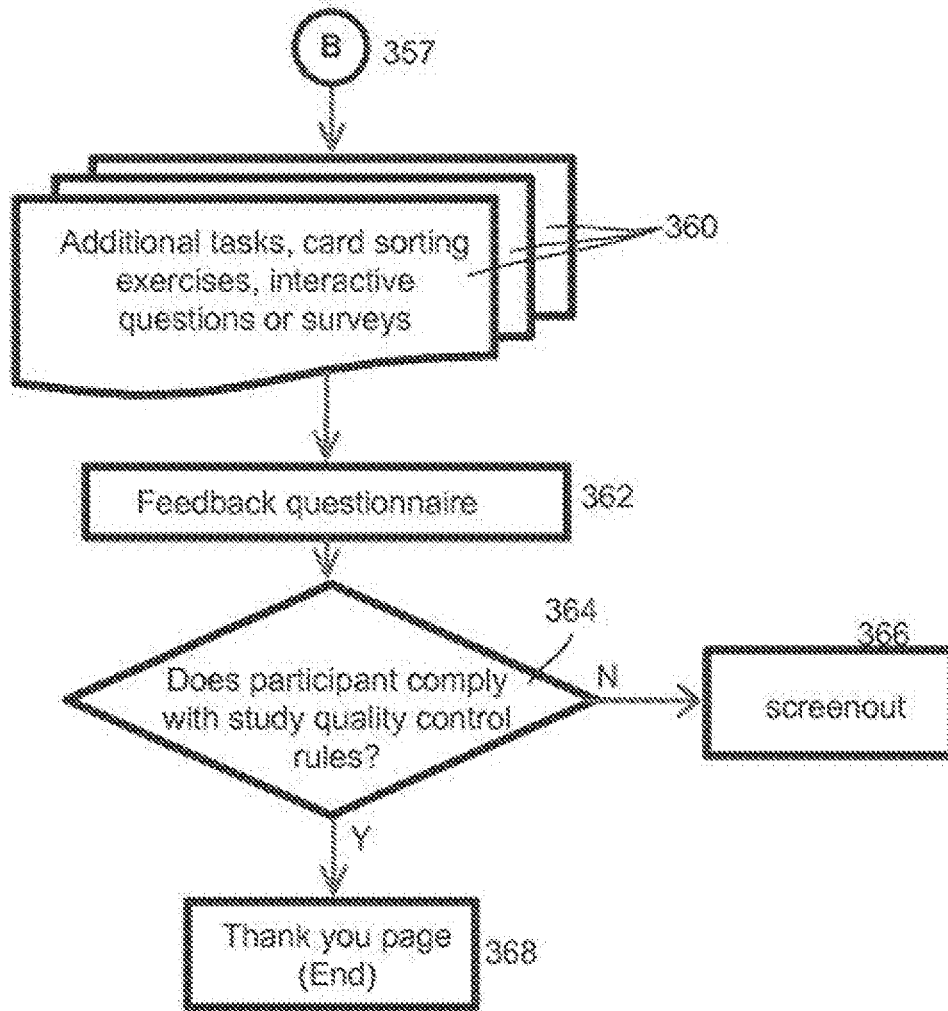 B
357
Additional tasks, card sorting
exercises, interactive
questions or surveys
360
Feedback questionnaire
362
364
366
Does participant comply
with study quality control
rules?
N
screenout
Y
Thank you page
(End)
368